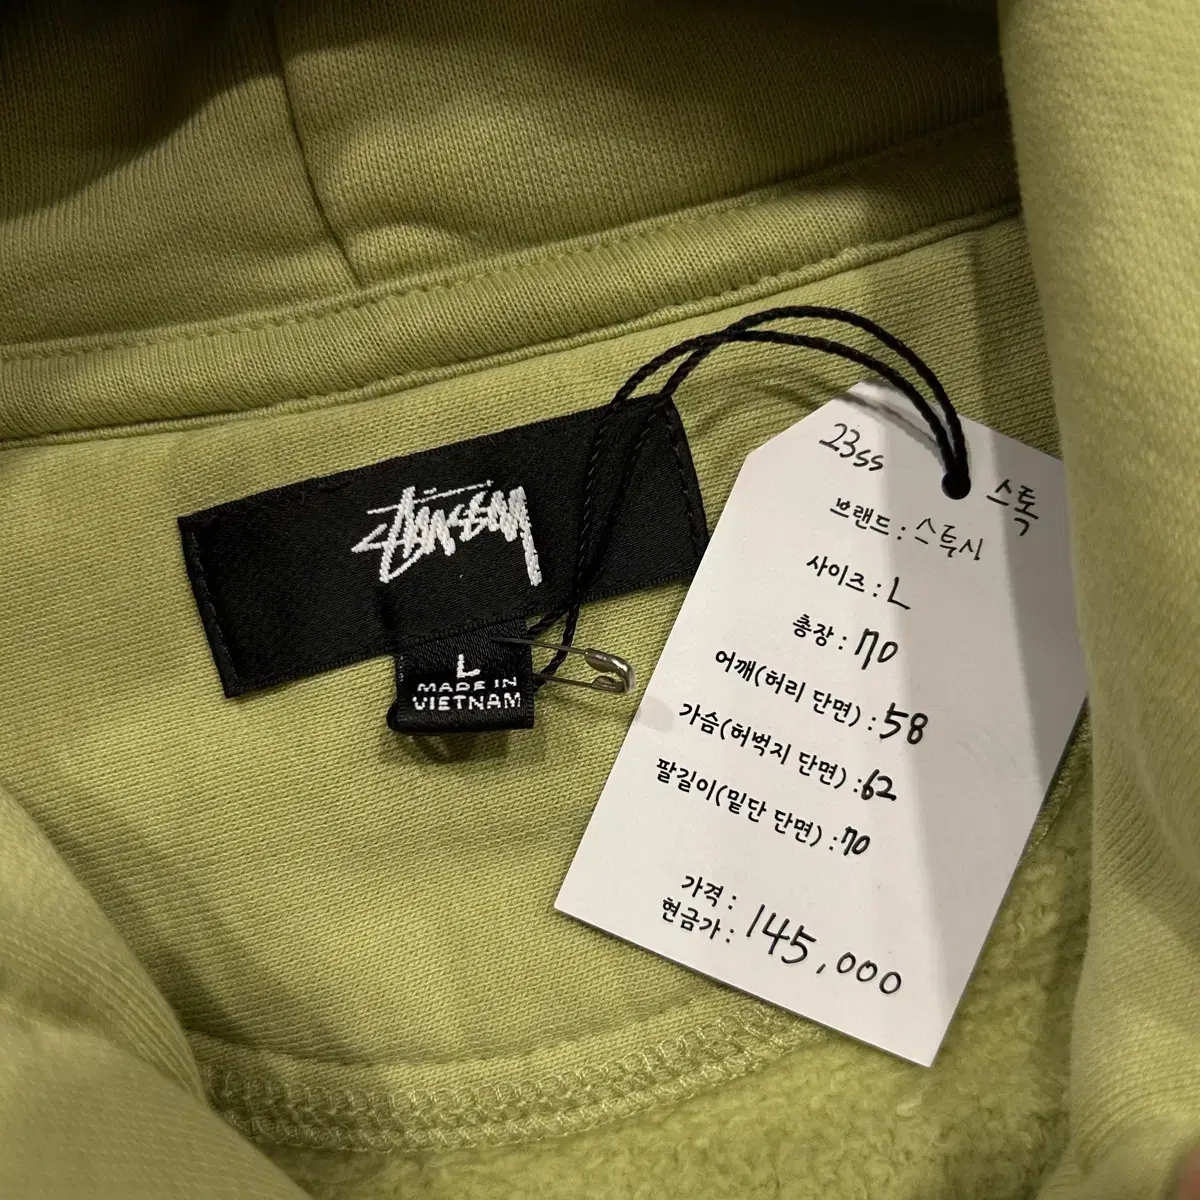 Stüssy
L
MADE IN
VIETNAM
23ss
스톡
브랜드 : 스투시
사이즈 : L
총장 : 70
어깨(허리 단면) : 58
가슴(허벅지 단면) : 62
팔길이(밑단 단면) : 70
가격 :
현금가 : 145,000